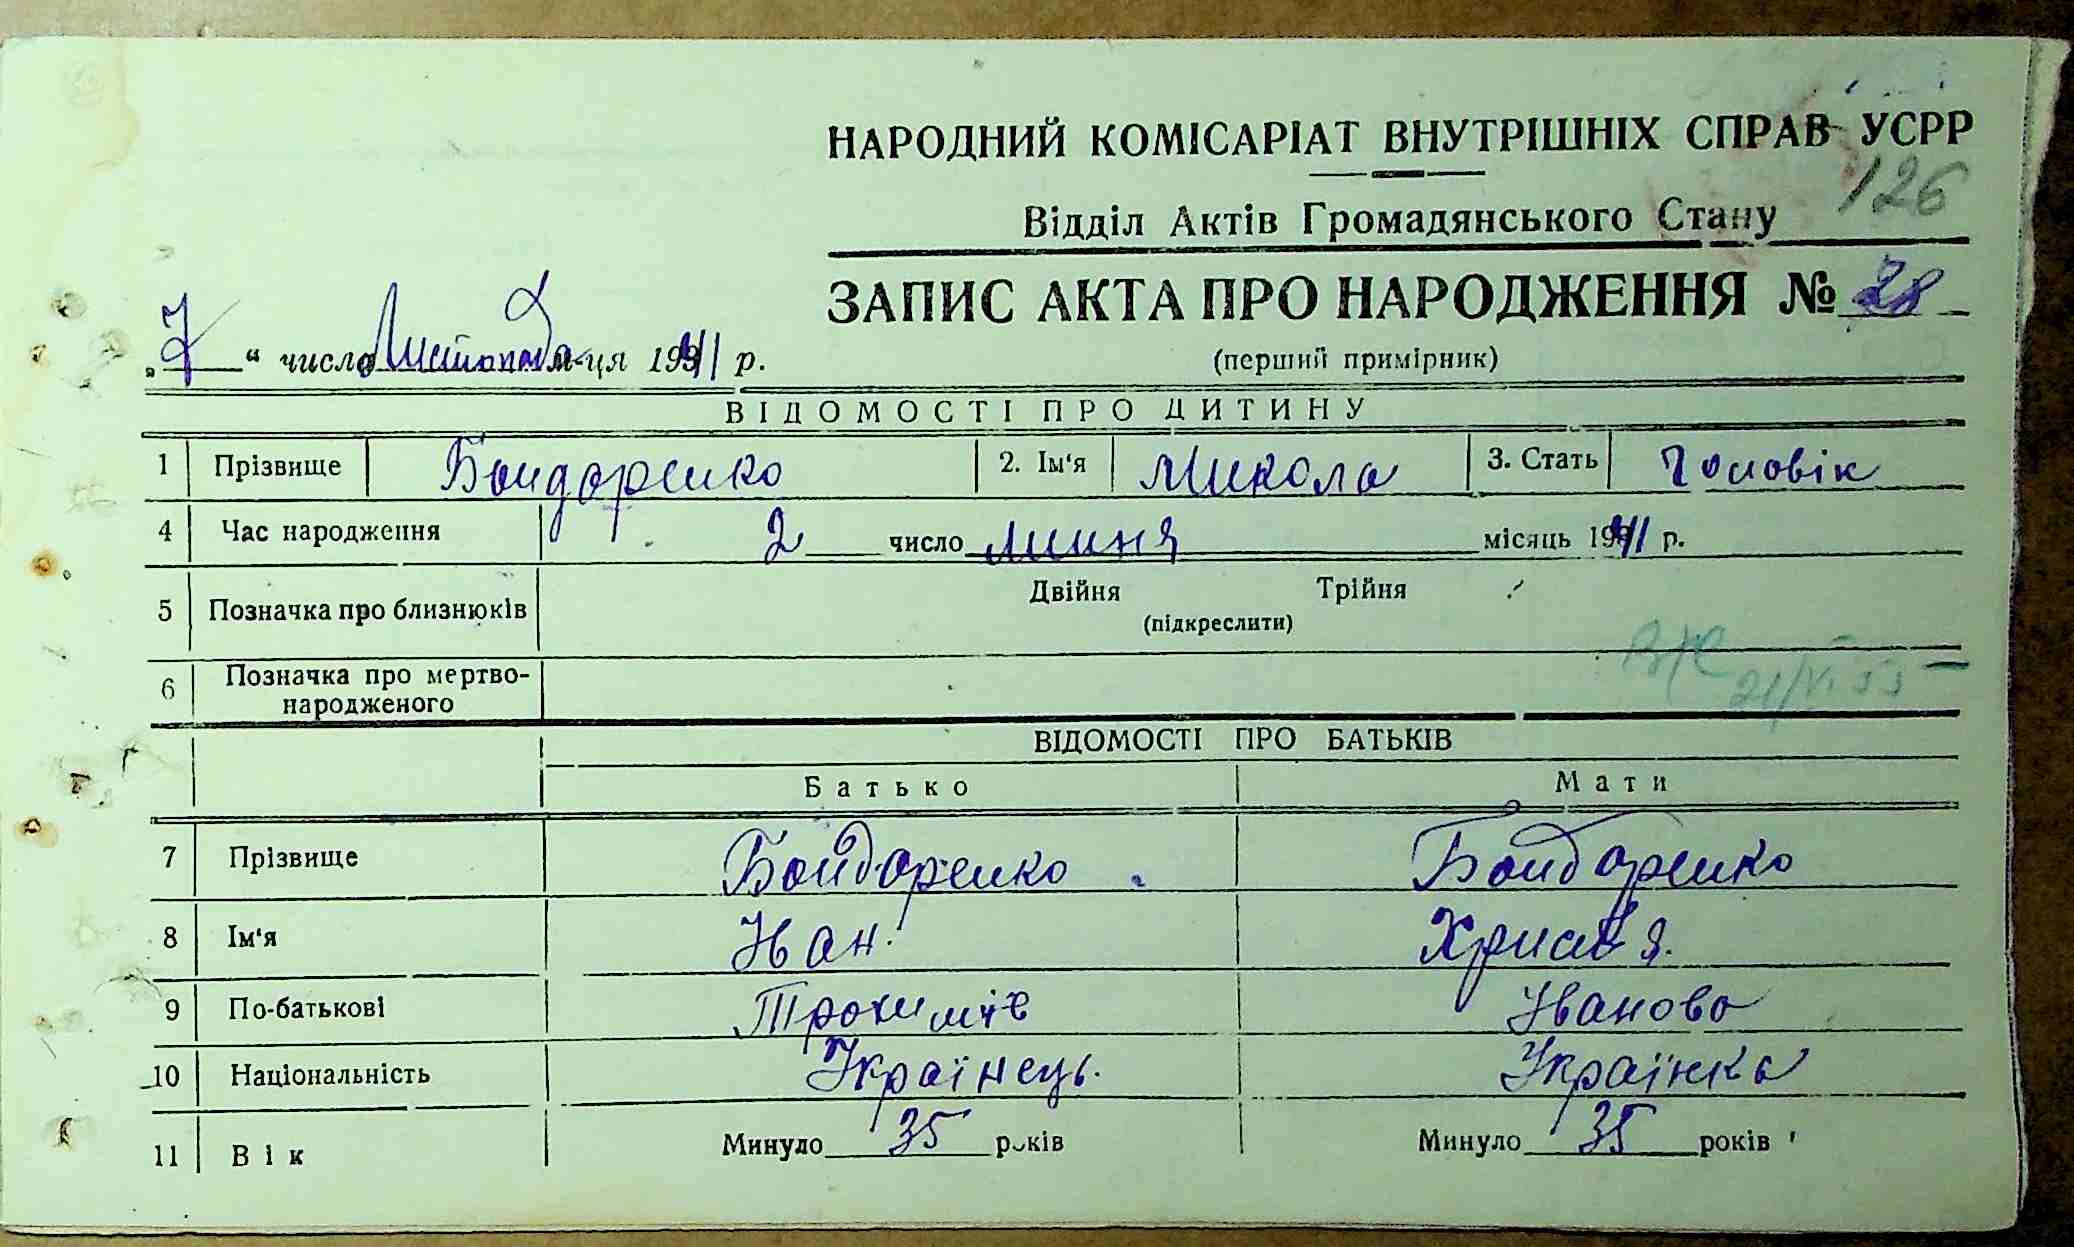 НАРОДНИЙ КОМІСАРІАТ ВНУТРІШНІХ СПРАВ УСРР
126
Відділ Актів Громадянського Стану
ЗАПИС АКТА ПРО НАРОДЖЕННЯ № 28
„7“ число Листопада м-ця 1941 р.
(перший примірник)
ВІДОМОСТІ ПРО ДИТИНУ
1 Прізвище Бондаренко 2. Ім'я Микола 3. Стать Чоловік
4 Час народження 2 число Липня місяць 1941 р.
5 Позначка про близнюків Двійня Трійня
(підкреслити)
6 Позначка про мертво-
народженого
21/VI 55
ВІДОМОСТІ ПРО БАТЬКІВ
Батько Мати
7 Прізвище Бондаренко Бондаренко
8 Ім'я Іван Христя.
9 По-батькові Трохимів Іванова
10 Національність Українець. Українка
11 Вік Минуло 35 років Минуло 35 років